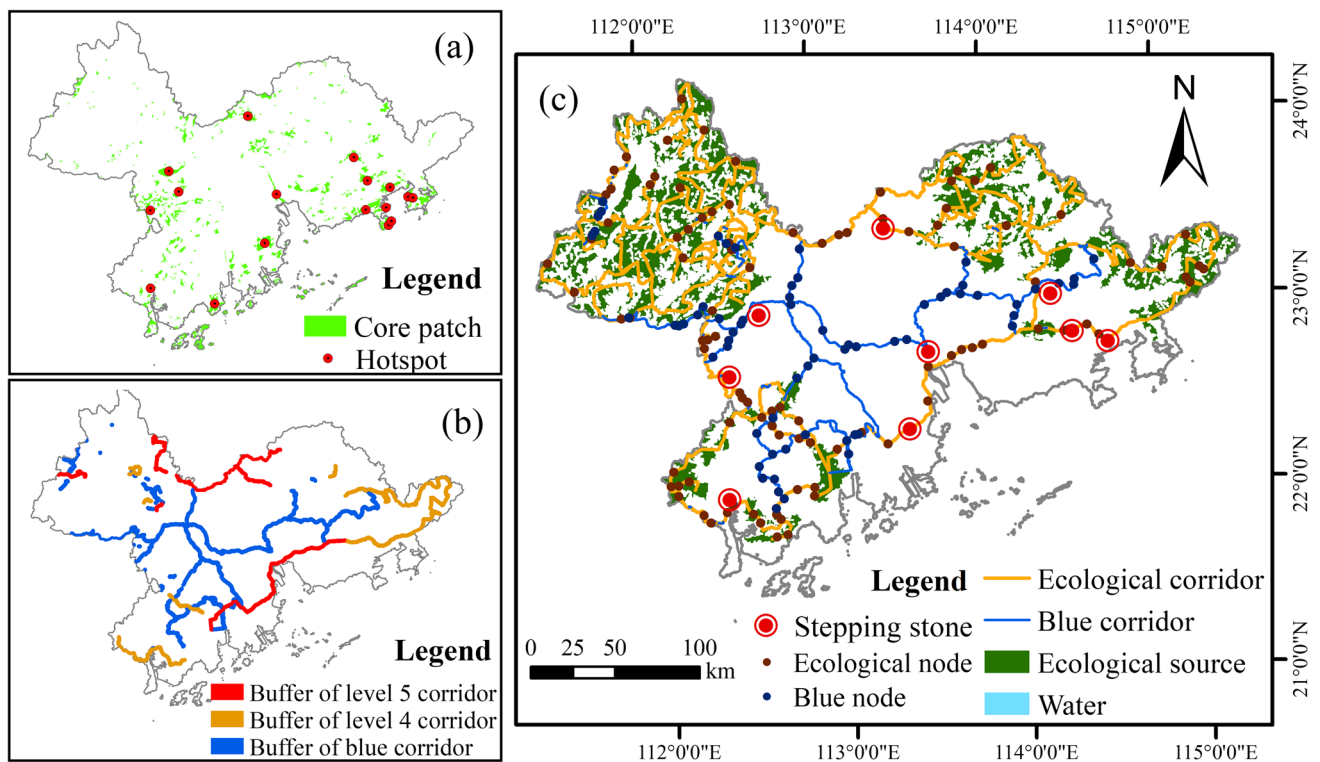 (a)
Legend
Core patch
Hotspot
(b)
Legend
Buffer of level 5 corridor
Buffer of level 4 corridor
Buffer of blue corridor
112°0'0"E
113°0'0"E
114°0'0"E
115°0'0"E
(c)
N
24°0'0"N
23°0'0"N
22°0'0"N
21°0'0"N
Legend
Stepping stone
Ecological node
Blue node
Ecological corridor
Blue corridor
Ecological source
Water
0 25 50 100
km
112°0'0"E
113°0'0"E
114°0'0"E
115°0'0"E